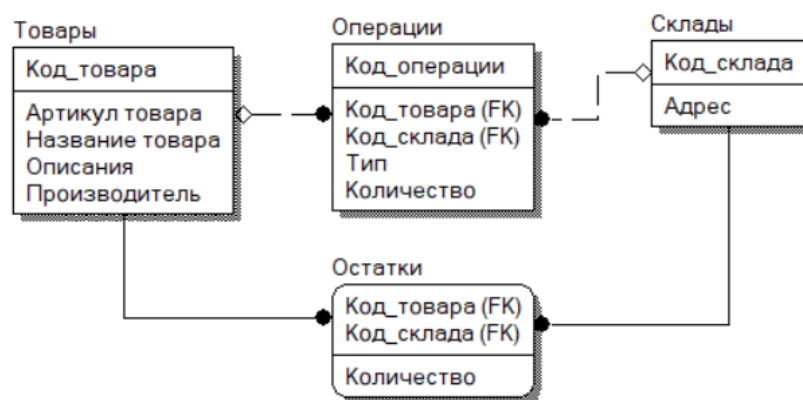 Товары
Код_товара
Артикул товара
Название товара
Описания
Производитель
Операции
Код_операции
Код_товара (FK)
Код_склада (FK)
Тип
Количество
Склады
Код_склада
Адрес
Остатки
Код_товара (FK)
Код_склада (FK)
Количество